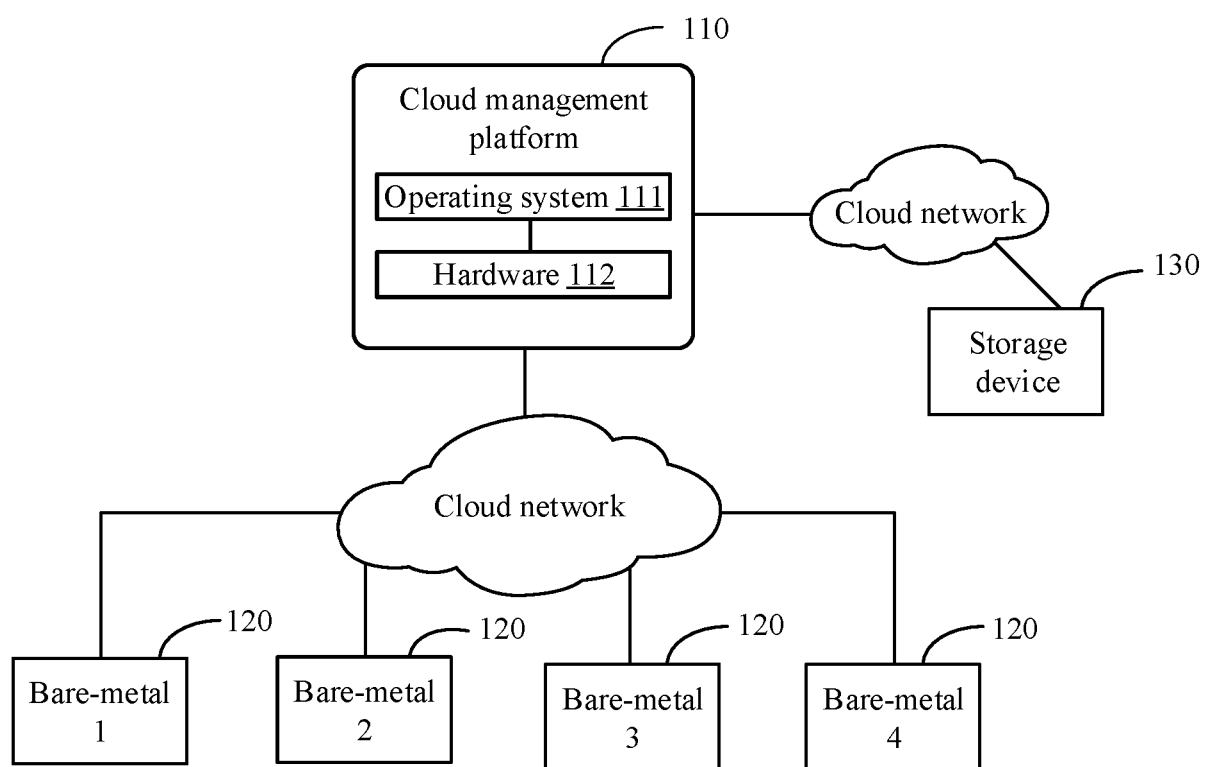 110
Cloud management
platform
Operating system 111
Hardware 112
Cloud network
130
Storage
device
Cloud network
120
120
120
120
Bare-metal
1
Bare-metal
2
Bare-metal
3
Bare-metal
4